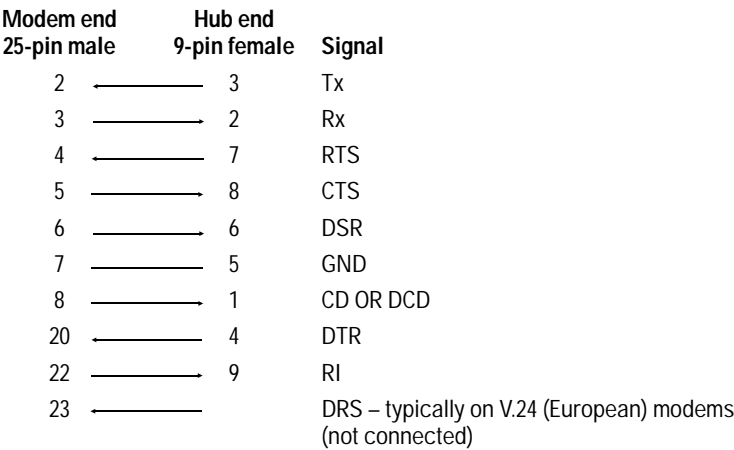 Modem end Hub end
25-pin male 9-pin female Signal
2 3 Tx
3 2 Rx
4 7 RTS
5 8 CTS
6 6 DSR
7 5 GND
8 1 CD OR DCD
20 4 DTR
22 9 RI
23 DRS – typically on V.24 (European) modems
(not connected)